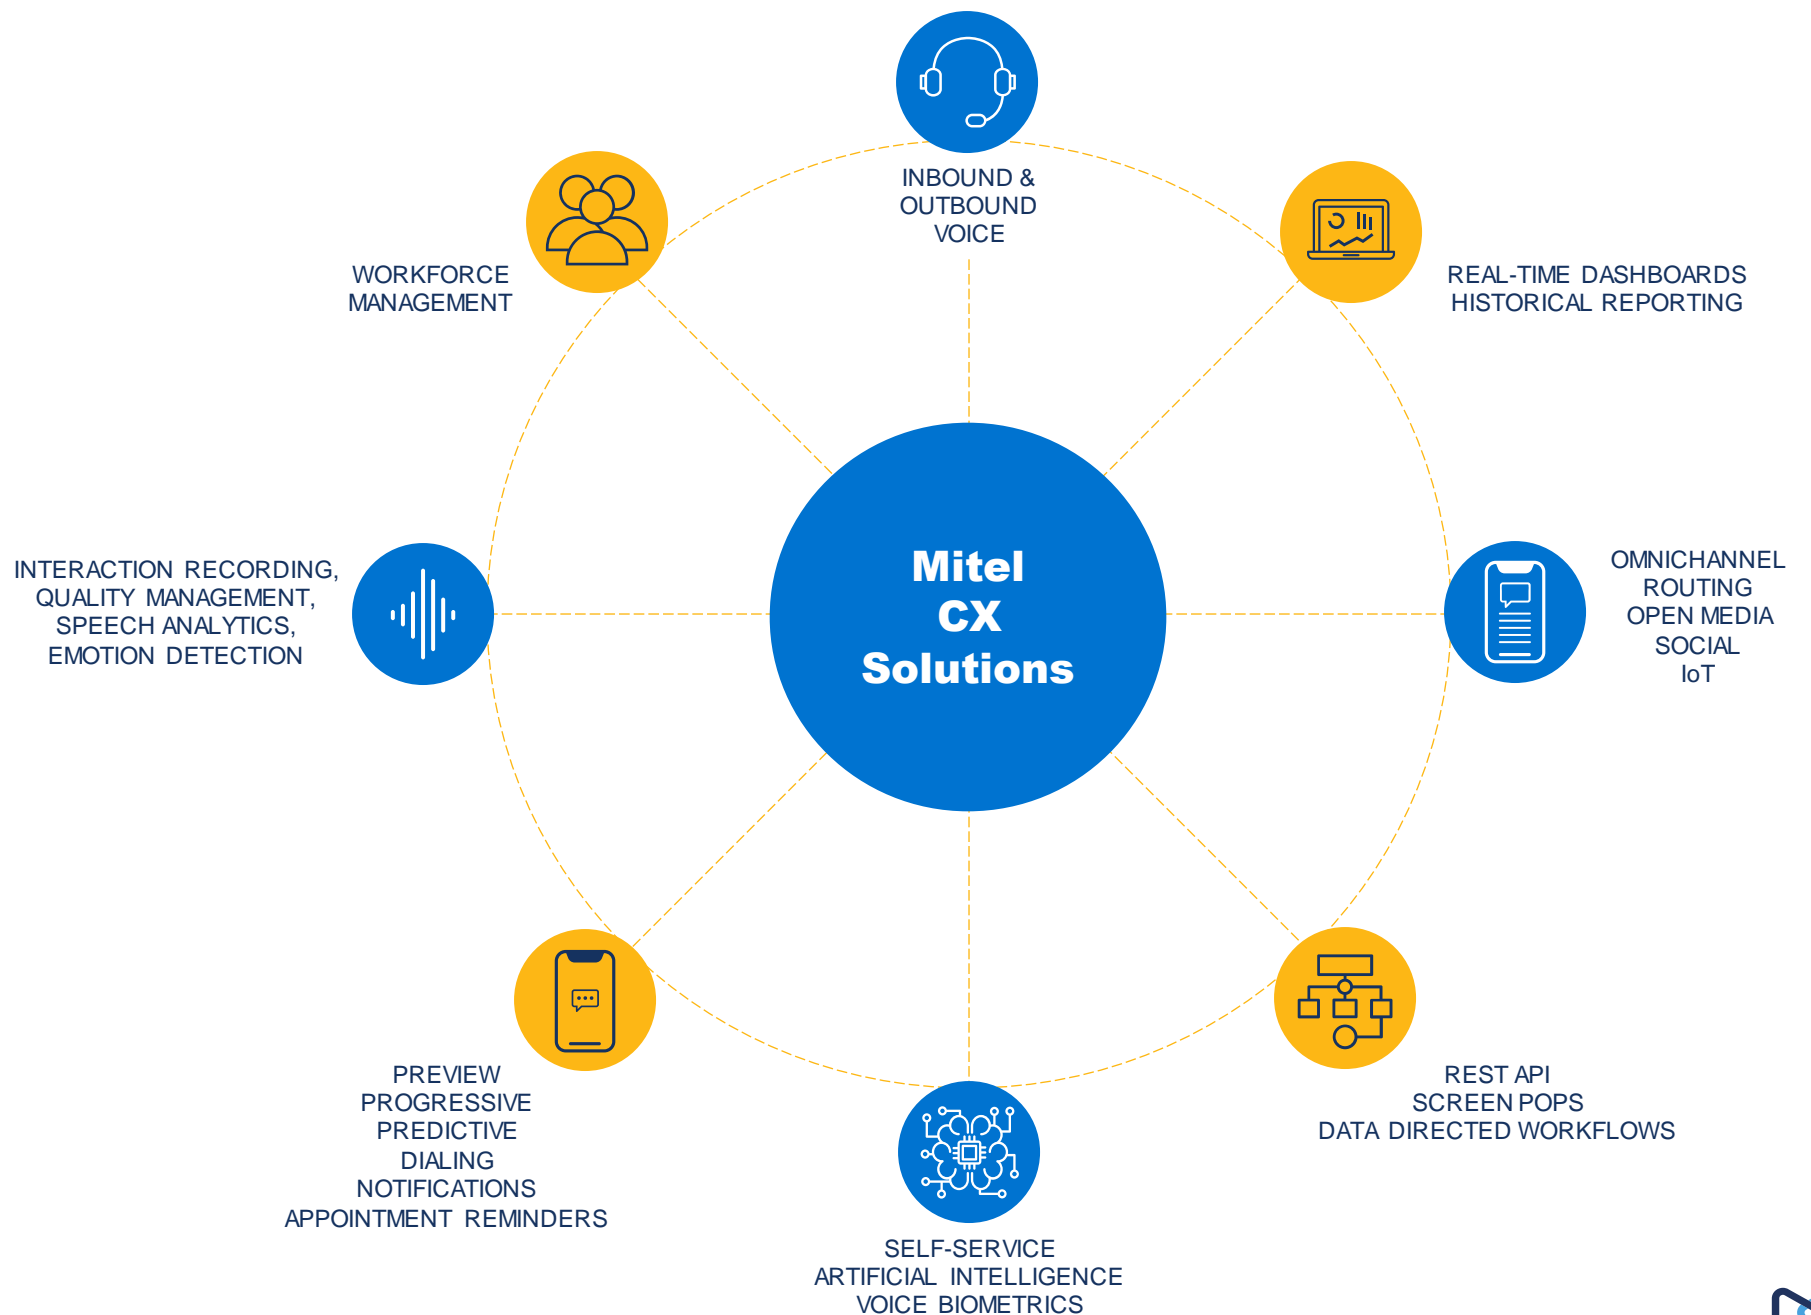 INBOUND &
OUTBOUND
VOICE
REAL-TIME DASHBOARDS
HISTORICAL REPORTING
OMNICHANNEL
ROUTING
OPEN MEDIA
SOCIAL
IoT
REST API
SCREEN POPS
DATA DIRECTED WORKFLOWS
SELF-SERVICE
ARTIFICIAL INTELLIGENCE
VOICE BIOMETRICS
PREVIEW
PROGRESSIVE
PREDICTIVE
DIALING
NOTIFICATIONS
APPOINTMENT REMINDERS
INTERACTION RECORDING,
QUALITY MANAGEMENT,
SPEECH ANALYTICS,
EMOTION DETECTION
WORKFORCE
MANAGEMENT
Mitel
CX
Solutions